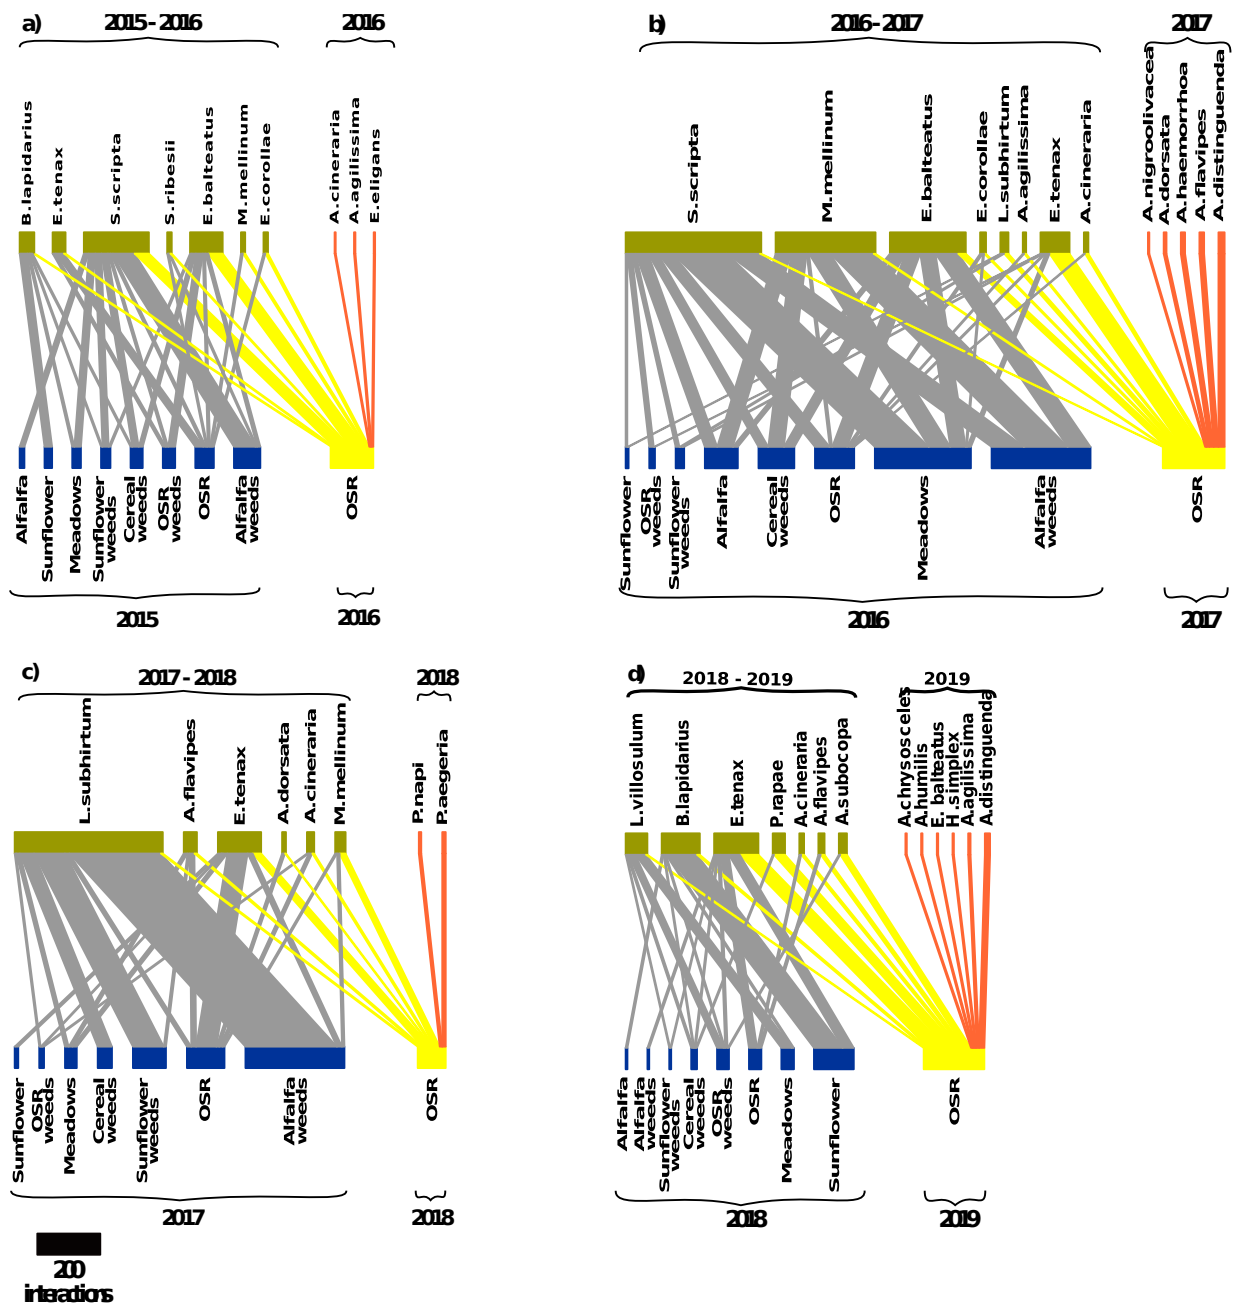 a)
2015 - 2016
2016
B.lapidarius
E.tenax
S.scripta
S.ribesii
E.balteatus
M.mellinum
E.corollae
A.cineraria
A.agilissima
E.eligans
Alfalfa
Sunflower
Meadows
Sunflower
weeds
Cereal
weeds
OSR
weeds
OSR
Alfalfa
weeds
OSR
2015
2016
b)
2016 - 2017
2017
S.scripta
M.mellinum
E.balteatus
E.corollae
L.subhirtum
A.agilissima
E.tenax
A.cineraria
A.nigroolivacea
A.dorsata
A.haemorrhoa
A.flavipes
A.distinguenda
Sunflower
OSR
weeds
Sunflower
weeds
Alfalfa
Cereal
weeds
OSR
Meadows
Alfalfa
weeds
OSR
2016
2017
c)
2017 - 2018
2018
L.subhirtum
A.flavipes
E.tenax
A.dorsata
A.cineraria
M.mellinum
P.napi
P.aegeria
Sunflower
OSR
weeds
Meadows
Cereal
weeds
Sunflower
weeds
OSR
Alfalfa
weeds
OSR
2017
2018
200
interactions
d)
2018 - 2019
2019
L.villosulum
B.lapidarius
E.tenax
P.rapae
A.cineraria
A.flavipes
A.subocopa
A.chrysosceles
A.humilis
E. balteatus
H.simplex
A.agilissima
A.distinguenda
Alfalfa
Alfalfa
weeds
Sunflower
weeds
Cereal
weeds
OSR
weeds
OSR
Meadows
Sunflower
OSR
2018
2019